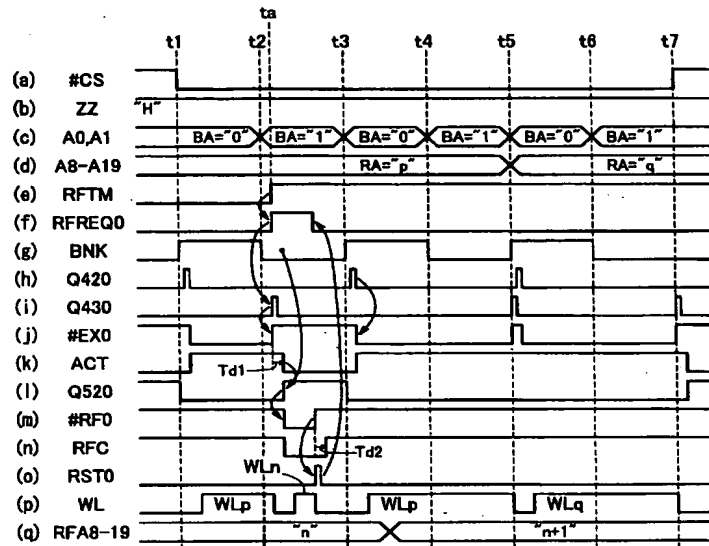 ta
t1 t2 t3 t4 t5 t6 t7
(a) #CS
(b) ZZ "H"
(c) A0,A1 BA="0" BA="1" BA="0" BA="1" BA="0" BA="1"
(d) A8-A19 RA="p" RA="q"
(e) RFTM
(f) RFREQ0
(g) BNK
(h) Q420
(i) Q430
(j) #EX0
(k) ACT Td1
(l) Q520
(m) #RF0
(n) RFC Td2
(o) RST0
WLn
(p) WL WLp WLp WLq
(q) RFA8-19 "n" "n+1"